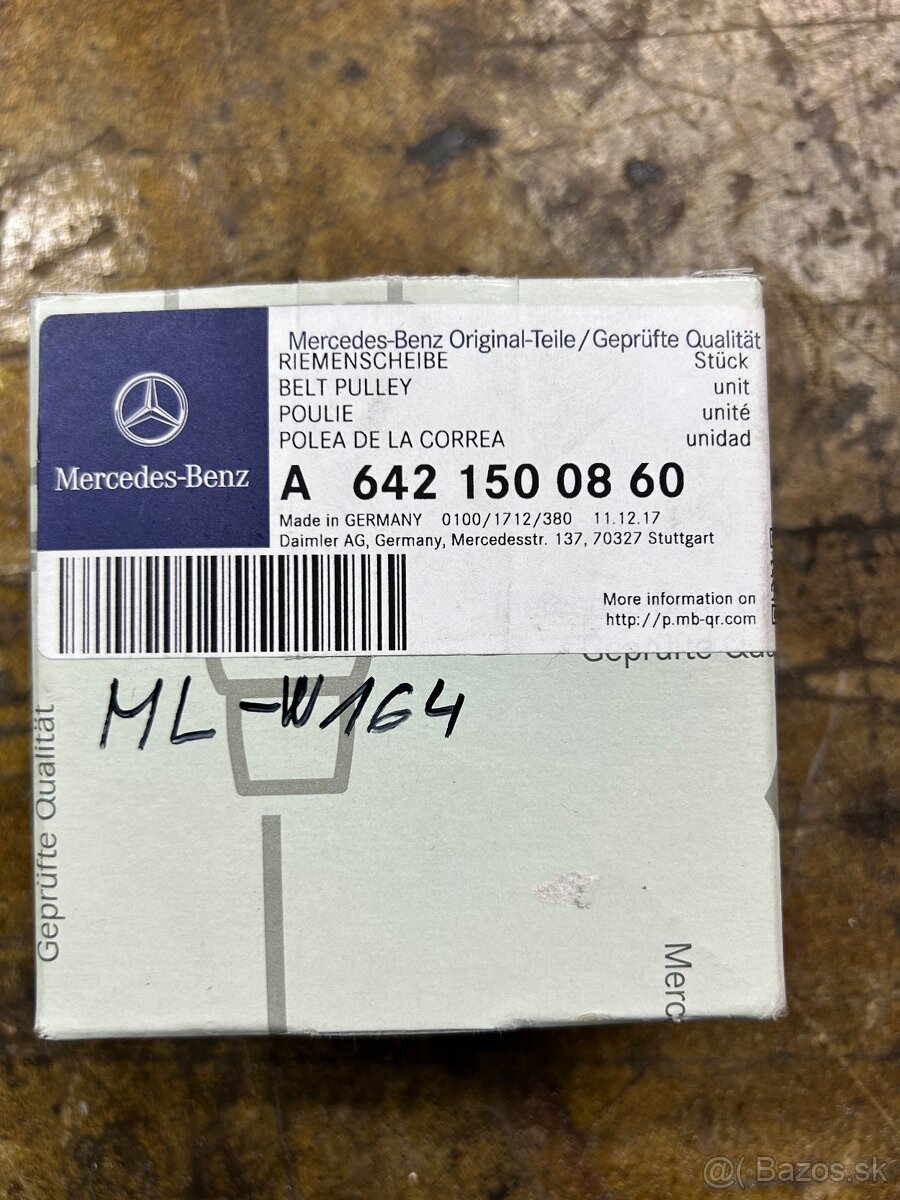 Mercedes-Benz Original-Teile/Geprüfte Qualität
RIEMENSCHEIBE Stück
BELT PULLEY unit
POULIE unité
POLEA DE LA CORREA unidad
Mercedes-Benz
A 642 150 08 60
Made in GERMANY 0100/1712/380 11.12.17
Daimler AG, Germany, Mercedesstr. 137, 70327 Stuttgart
More information on
http://p.mb-qr.com
ML-W164
Geprüfte Qualität
Merc
@( Bazos.sk